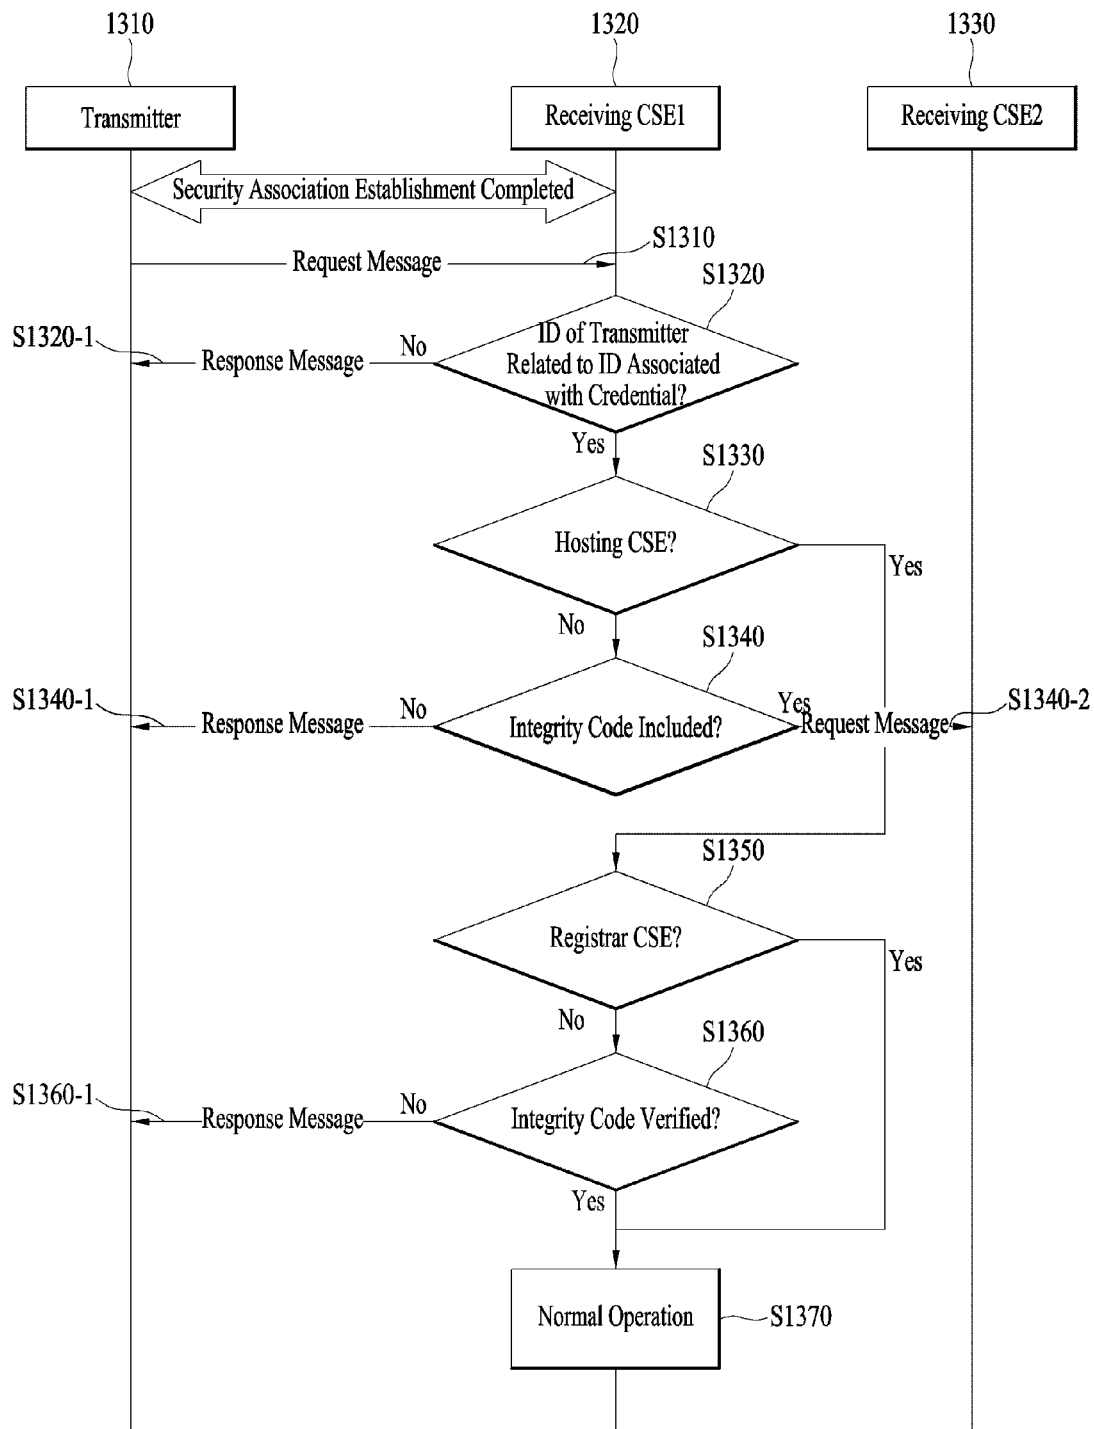 1310
1320
1330
Transmitter
Receiving CSE1
Receiving CSE2
Security Association Establishment Completed
S1310
Request Message
S1320
S1320-1
Response Message
No
ID of Transmitter
Related to ID Associated
with Credential?
Yes
S1330
Hosting CSE?
Yes
No
S1340
S1340-1
Response Message
No
Integrity Code Included?
Yes
Request Message
S1340-2
S1350
Registrar CSE?
Yes
No
S1360
S1360-1
Response Message
No
Integrity Code Verified?
Yes
Normal Operation
S1370